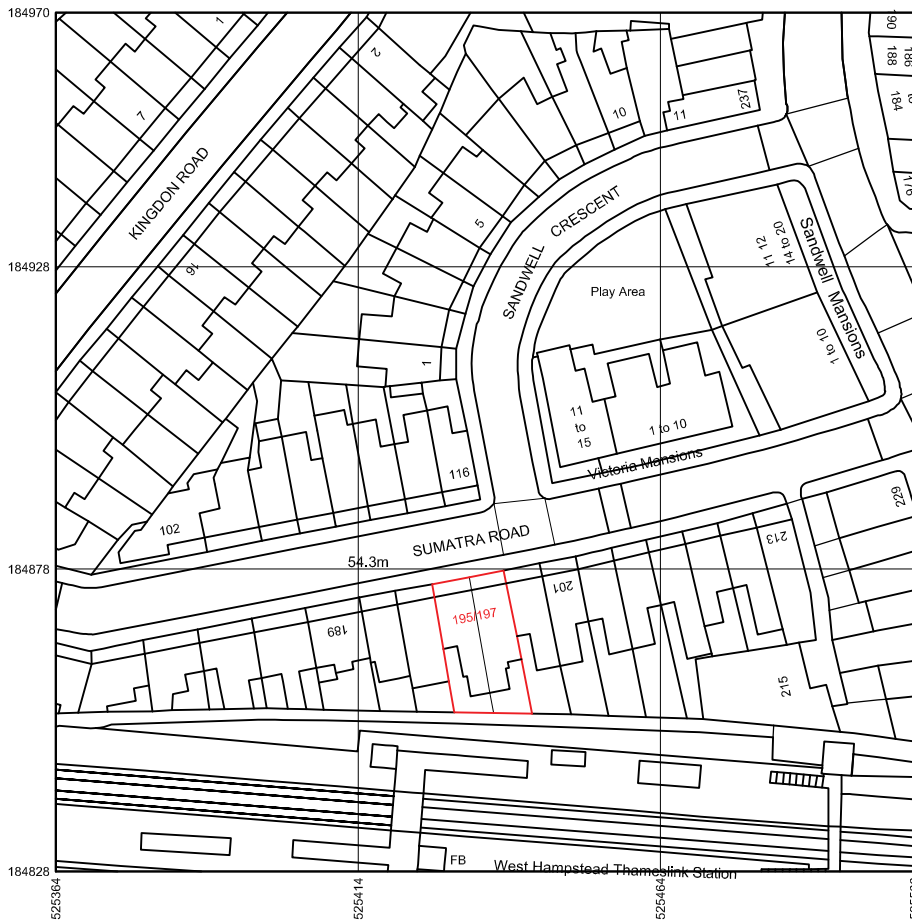 184970
184928
184878
184828
525364
525414
525464
1
2
7
KINGDON ROAD
16
10
11
237
190
188
186
184
176
5
SANDWELL CRESCENT
Play Area
11 12
14 to 20
Sandwell Mansions
1 to 10
1
11
to
15
1 to 10
Victoria Mansions
116
102
SUMATRA ROAD
54.3m
229
213
201
195/197
189
215
FB
West Hampstead Thameslink Station